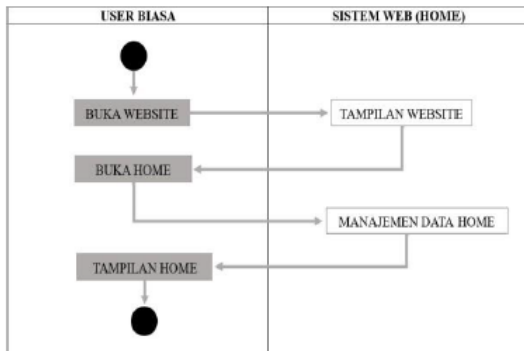 USER BIASA
SISTEM WEB (HOME)
BUKA WEBSITE
TAMPILAN WEBSITE
BUKA HOME
MANAJEMEN DATA HOME
TAMPILAN HOME